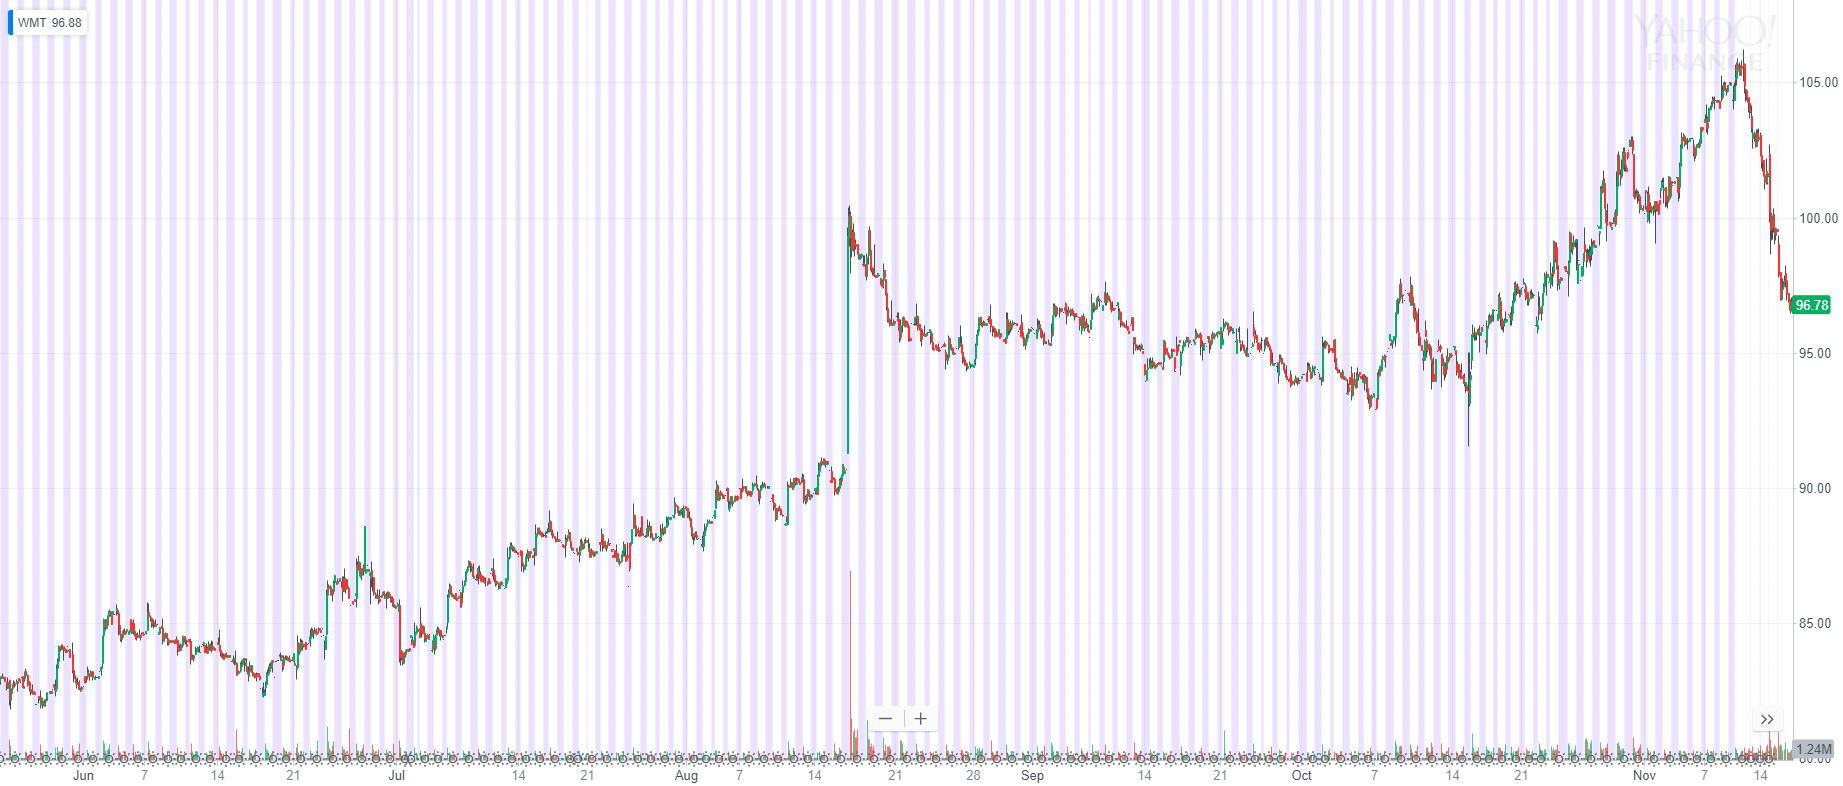 WMT 96.88
YAHOO!
FINANCE
105.00
100.00
96.78
95.00
90.00
85.00
1.24M
80.00
Jun 7 14 21 Jul 14 21 Aug 7 14 21 28 Sep 14 21 Oct 7 14 21 Nov 7 14